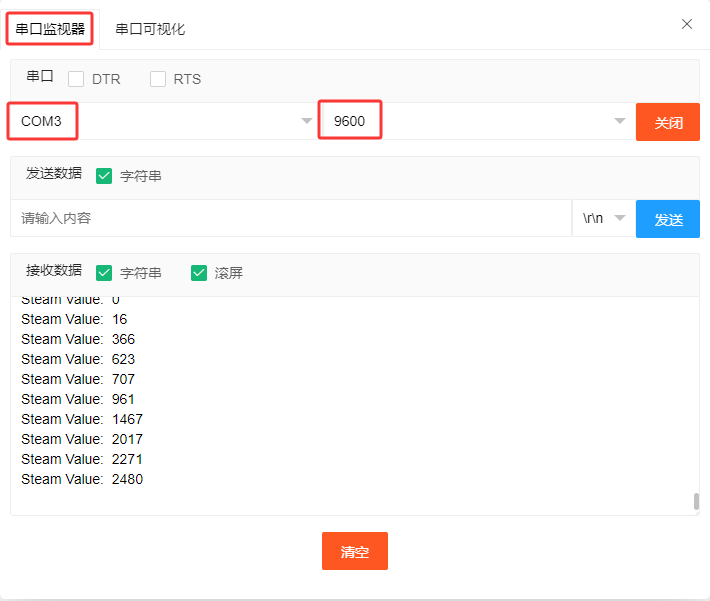 串口监视器 串口可视化
串口 DTR RTS
COM3 9600 关闭
发送数据 字符串
请输入内容 \r\n 发送
接收数据 字符串 滚屏
Steam Value: 0
Steam Value: 16
Steam Value: 366
Steam Value: 623
Steam Value: 707
Steam Value: 961
Steam Value: 1467
Steam Value: 2017
Steam Value: 2271
Steam Value: 2480
清空